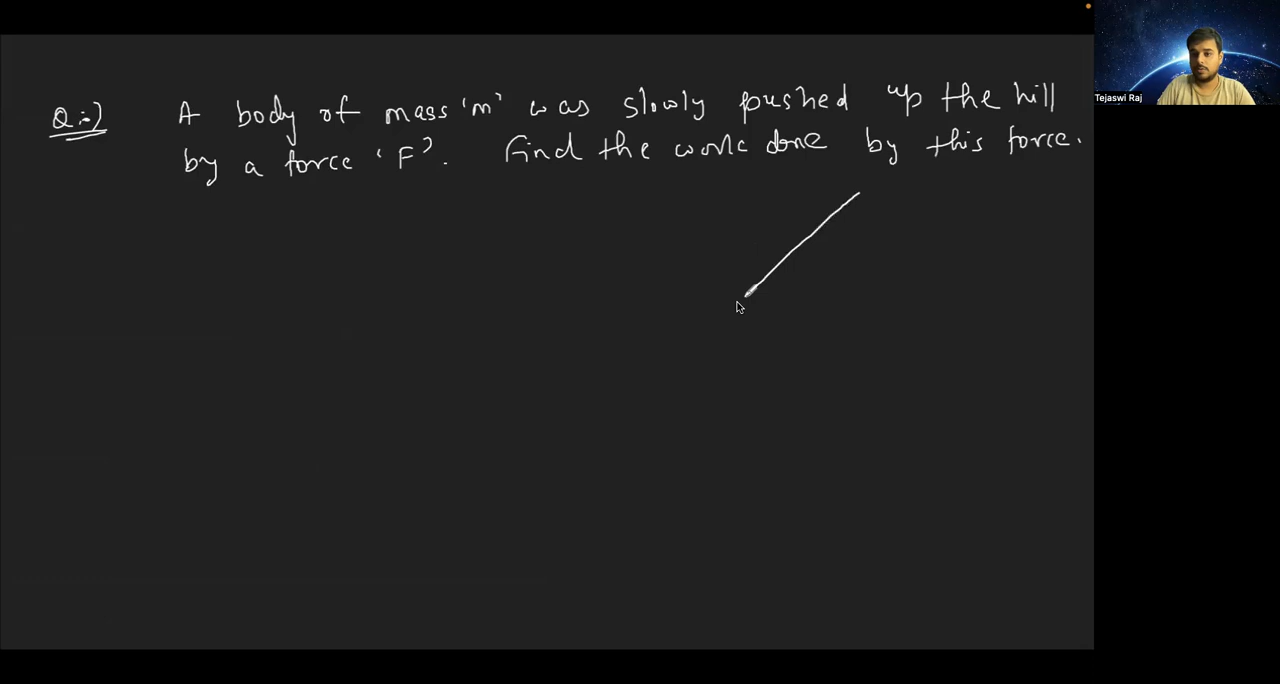 Q:-) A body of mass 'm' was slowly pushed up the hill
by a force 'F'. Find the work done by this force.
Tejaswi Raj